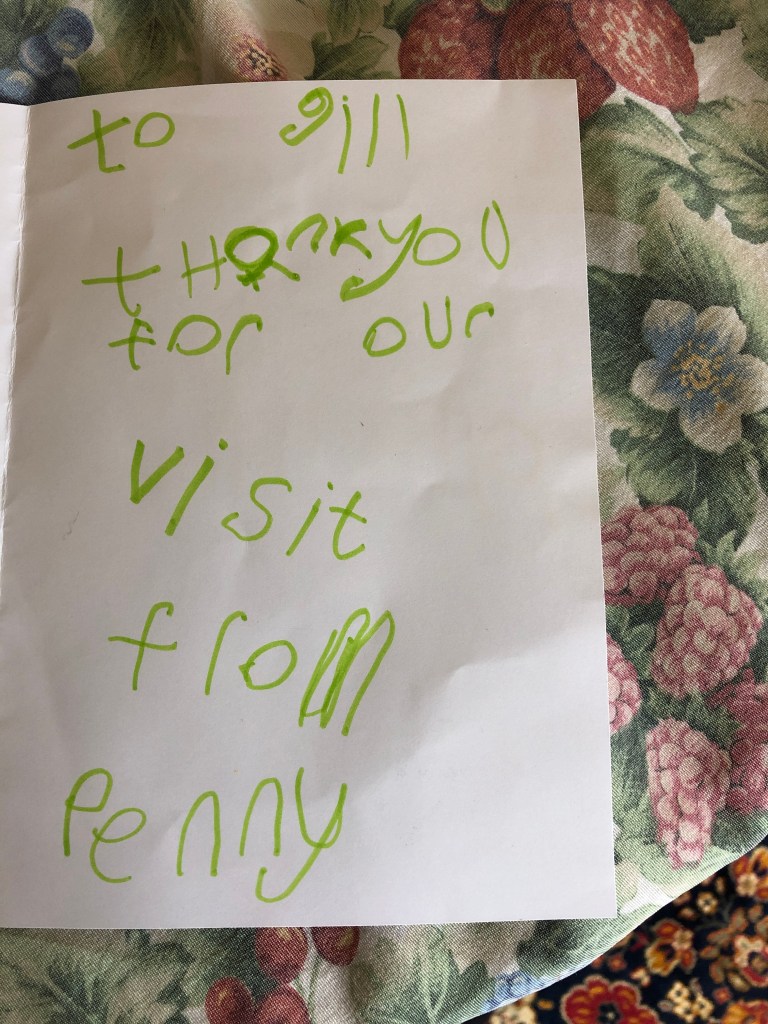 to gill
tHankyou
for our
visit
from
Penny